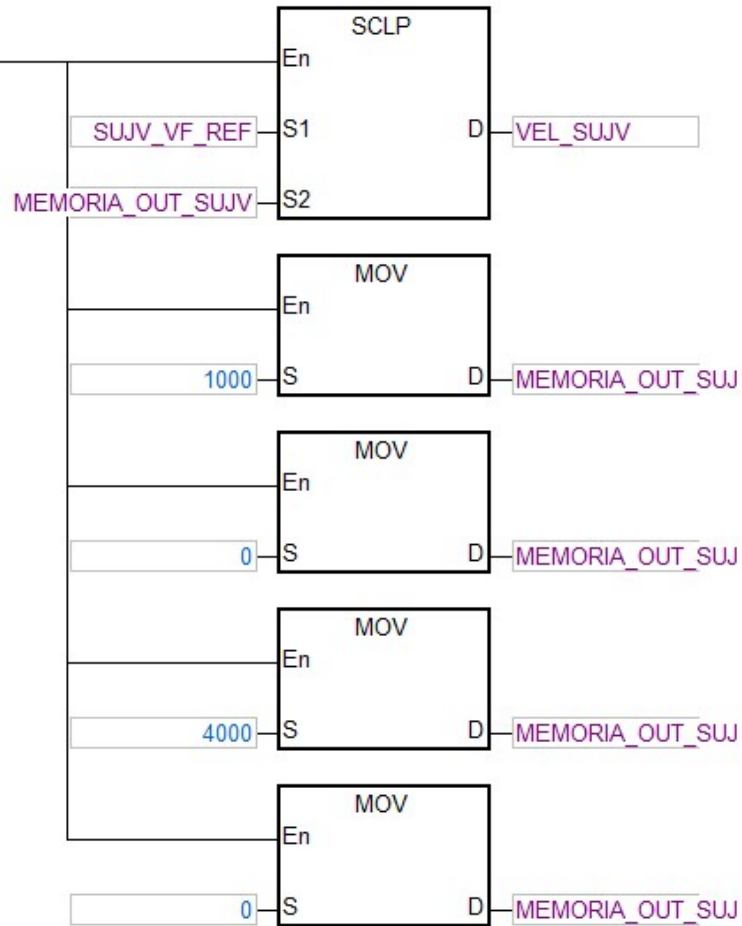 SCLP
En
SUJV_VF_REF S1 D VEL_SUJV
MEMORIA_OUT_SUJV S2
MOV
En
1000 S D MEMORIA_OUT_SUJ
MOV
En
0 S D MEMORIA_OUT_SUJ
MOV
En
4000 S D MEMORIA_OUT_SUJ
MOV
En
0 S D MEMORIA_OUT_SUJ